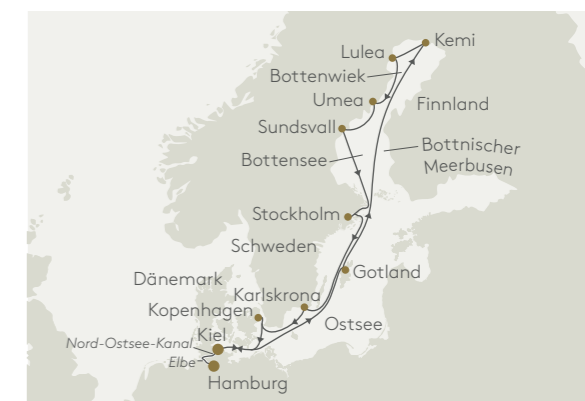 Kemi
Lulea
Bottenwiek
Umea
Finnland
Sundsvall
Bottnischer
Meerbusen
Bottensee
Stockholm
Schweden
Gotland
Dänemark
Karlskrona
Kopenhagen
Ostsee
Kiel
Nord-Ostsee-Kanal
Elbe
Hamburg